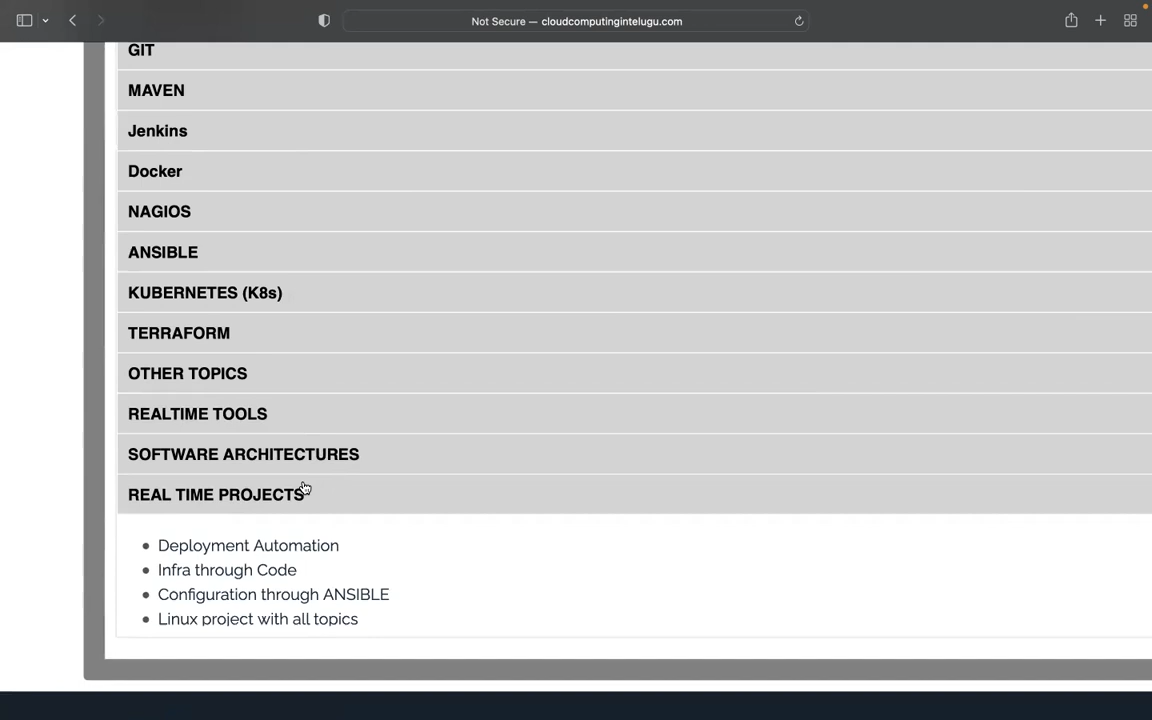 Not Secure — cloudcomputingintelugu.com
GIT
MAVEN
Jenkins
Docker
NAGIOS
ANSIBLE
KUBERNETES (K8s)
TERRAFORM
OTHER TOPICS
REALTIME TOOLS
SOFTWARE ARCHITECTURES
REAL TIME PROJECTS
Deployment Automation
Infra through Code
Configuration through ANSIBLE
Linux project with all topics